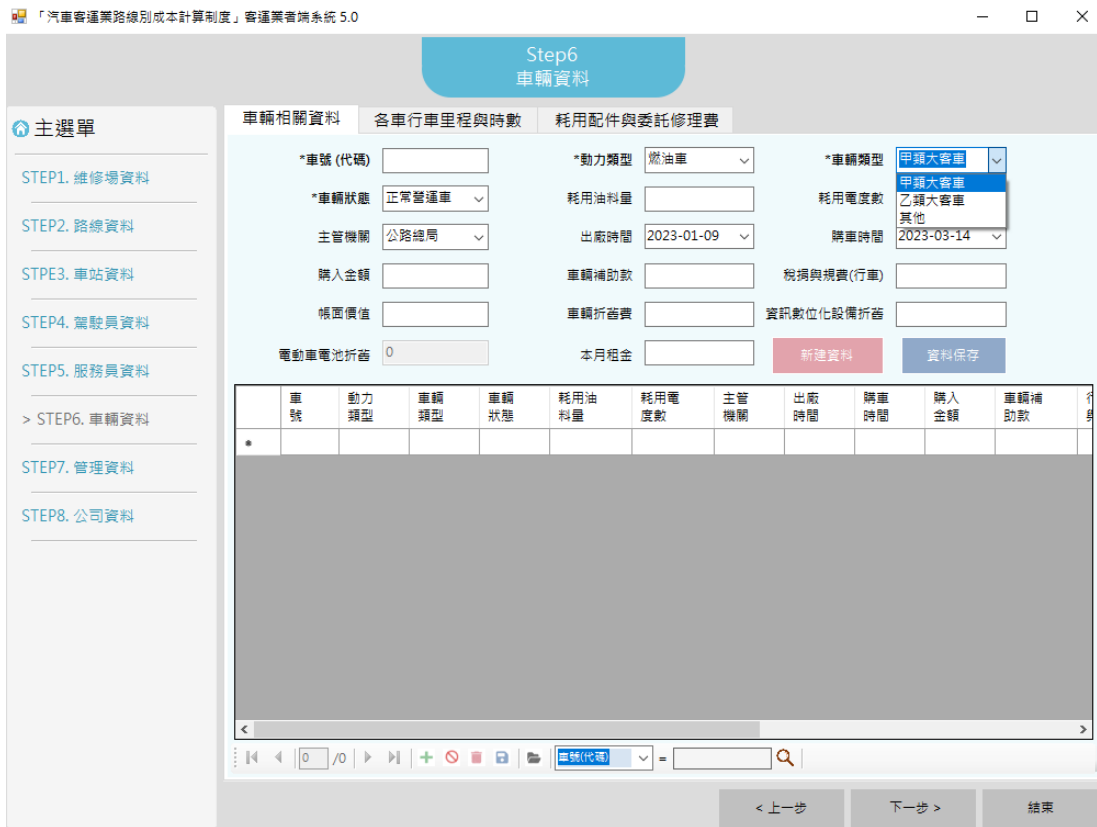 「汽車客運業路線別成本計算制度」客運業者端系統 5.0
Step6
車輛資料
主選單
STEP1. 維修場資料
STEP2. 路線資料
STPE3. 車站資料
STEP4. 駕駛員資料
STEP5. 服務員資料
> STEP6. 車輛資料
STEP7. 管理資料
STEP8. 公司資料
車輛相關資料 各車行車里程與時數 耗用配件與委託修理費
*車號 (代碼) *動力類型 燃油車 *車輛類型 甲類大客車
甲類大客車
乙類大客車
其他
*車輛狀態 正常營運車 耗用油料量 耗用電度數
主管機關 公路總局 出廠時間 2023-01-09 購車時間 2023-03-14
購入金額 車輛補助款 稅捐與規費(行車)
帳面價值 車輛折舊費 資訊數位化設備折舊
電動車電池折舊 0 本月租金 新建資料 資料保存
車號 動力類型 車輛類型 車輛狀態 耗用油料量 耗用電度數 主管機關 出廠時間 購車時間 購入金額 車輛補助款
0 /0 車號(代碼) =
< 上一步 下一步 > 結束